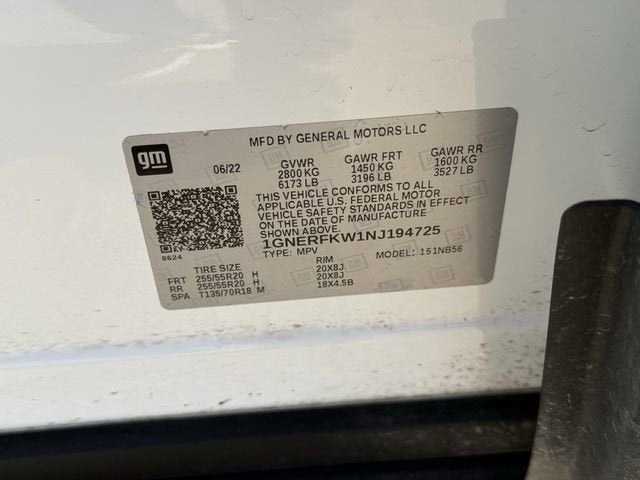 MFD BY GENERAL MOTORS LLC
gm
06/22
GVWR GAWR FRT GAWR RR
2800 KG 1450 KG 1600 KG
6173 LB 3196 LB 3527 LB
THIS VEHICLE CONFORMS TO ALL
APPLICABLE U.S. FEDERAL MOTOR
VEHICLE SAFETY STANDARDS IN EFFECT
ON THE DATE OF MANUFACTURE
SHOWN ABOVE.
1GNERFKW1NJ194725
8624
TYPE: MPV MODEL: 151NB56
TIRE SIZE RIM
FRT 255/55R20 H 20X8J
RR 255/55R20 H 20X8J
SPA T135/70R18 M 18X4.5B